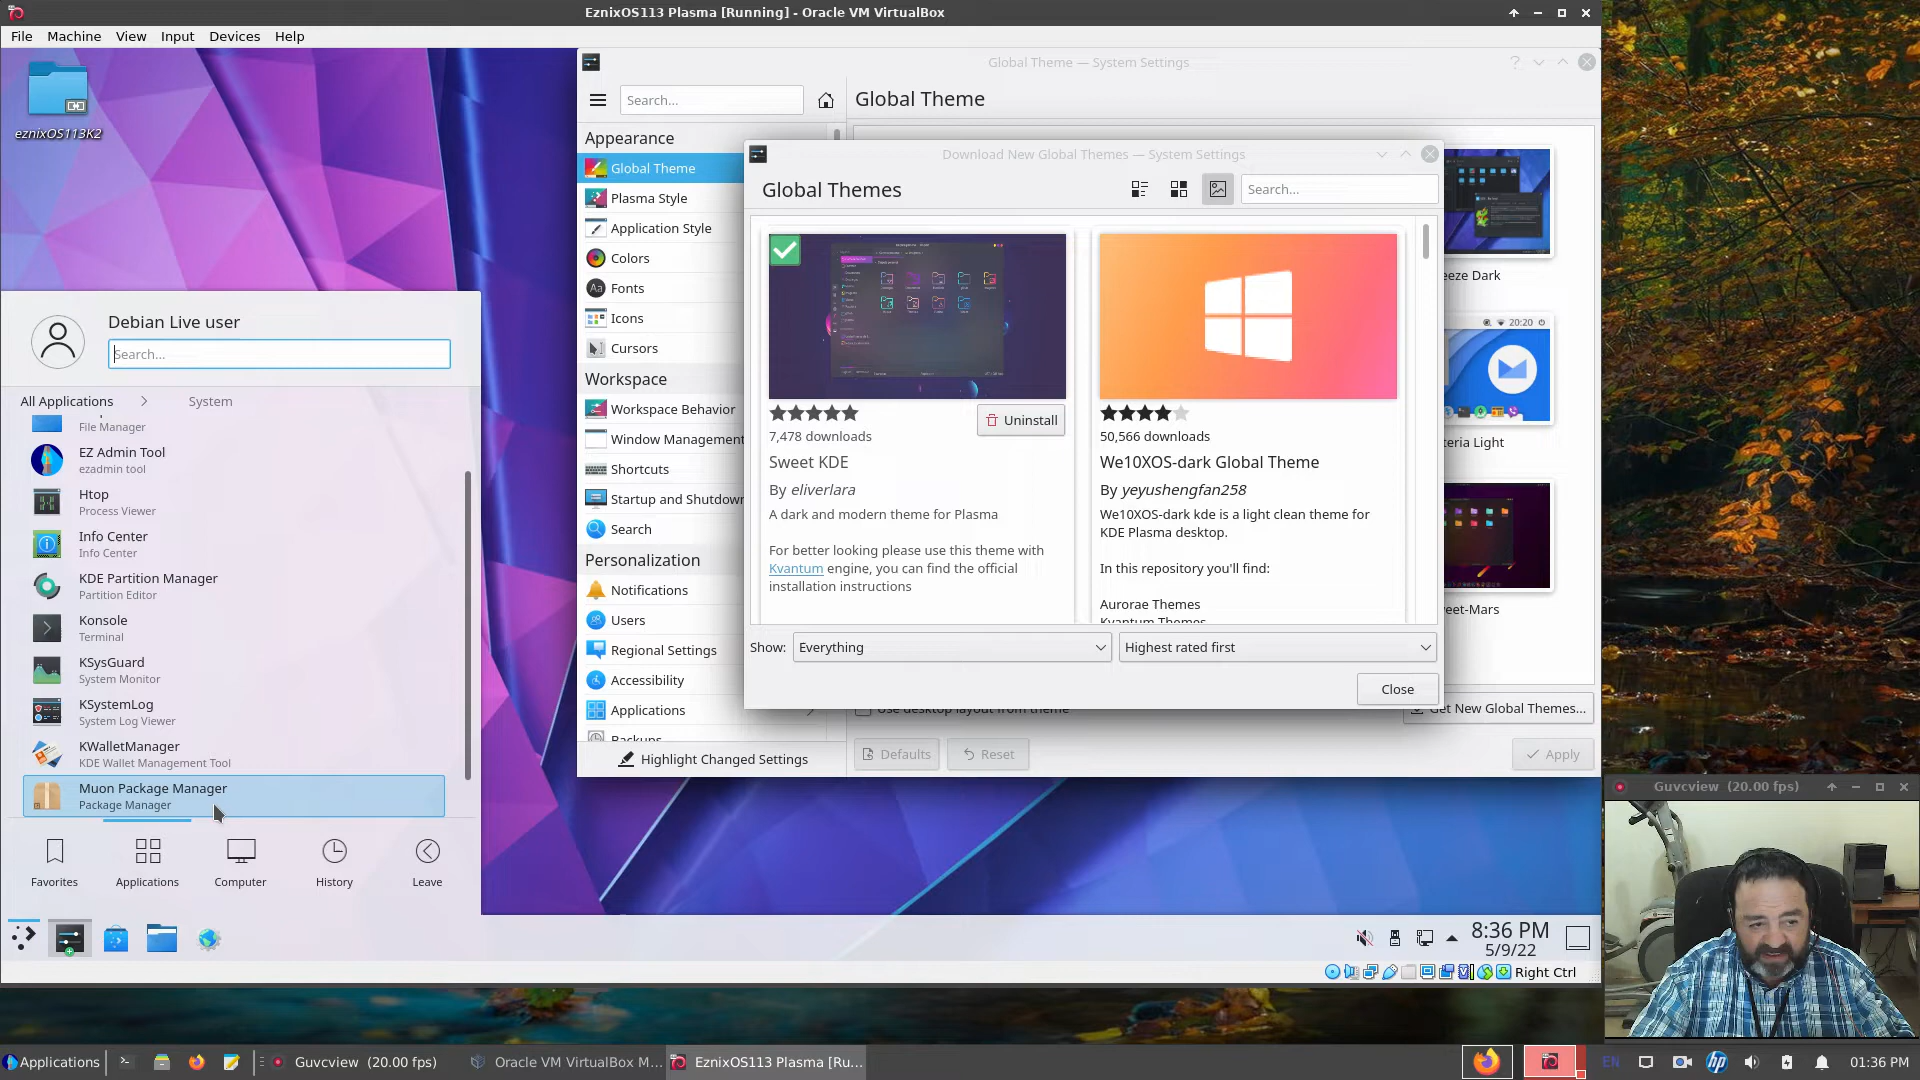 EznixOS113 Plasma [Running] - Oracle VM VirtualBox
File Machine View Input Devices Help
eznixOS113K2
Global Theme — System Settings
Search...
Global Theme
Appearance
Global Theme
Plasma Style
Application Style
Colors
Fonts
Icons
Cursors
Workspace
Workspace Behavior
Window Management
Shortcuts
Startup and Shutdown
Search
Personalization
Notifications
Users
Regional Settings
Accessibility
Applications
Backups
Highlight Changed Settings
Download New Global Themes — System Settings
Global Themes
Search...
Uninstall
7,478 downloads
Sweet KDE
By eliverlara
A dark and modern theme for Plasma
For better looking please use this theme with
Kvantum engine, you can find the official
installation instructions
50,566 downloads
We10XOS-dark Global Theme
By yeyushengfan258
We10XOS-dark kde is a light clean theme for
KDE Plasma desktop.
In this repository you'll find:
Aurorae Themes
Kvantum Themes
Show: Everything
Highest rated first
Close
eeze Dark
20:20
teria Light
eet-Mars
Use desktop layout from theme
Get New Global Themes...
Defaults Reset
Apply
Debian Live user
Search...
All Applications > System
File Manager
EZ Admin Tool
ezadmin tool
Htop
Process Viewer
Info Center
Info Center
KDE Partition Manager
Partition Editor
Konsole
Terminal
KSysGuard
System Monitor
KSystemLog
System Log Viewer
KWalletManager
KDE Wallet Management Tool
Muon Package Manager
Package Manager
Favorites Applications Computer History Leave
8:36 PM
5/9/22
Right Ctrl
Guvcview (20.00 fps)
Applications
Guvcview (20.00 fps)
Oracle VM VirtualBox M...
EznixOS113 Plasma [Ru...
EN
hp
01:36 PM